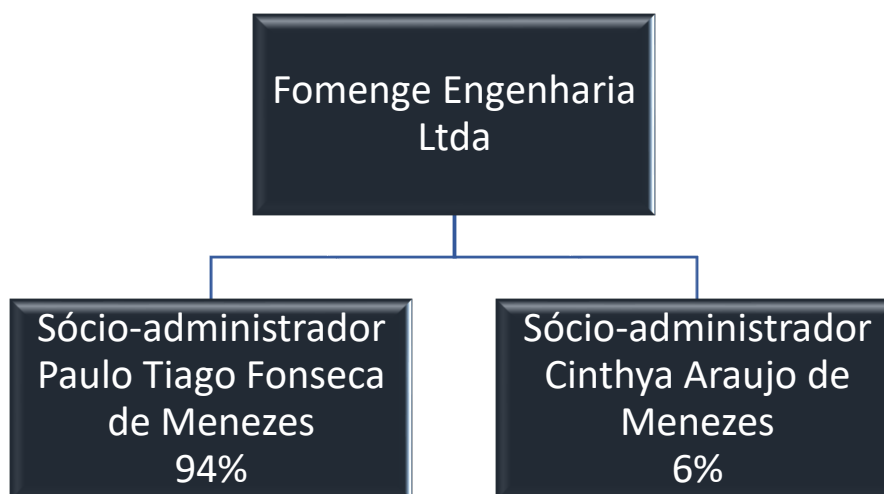 Fomenge Engenharia
Ltda
Sócio-administrador
Paulo Tiago Fonseca
de Menezes
94%
Sócio-administrador
Cinthya Araujo de
Menezes
6%